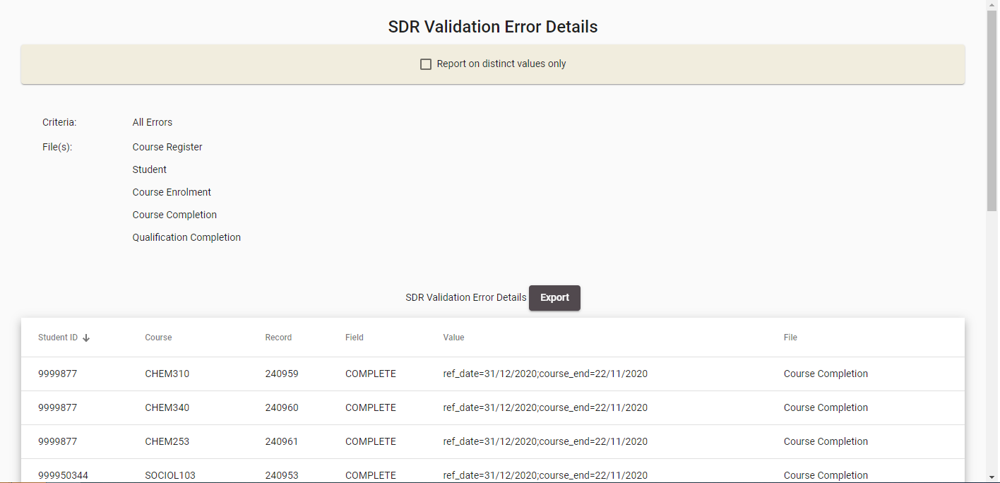 SDR Validation Error Details
Report on distinct values only
Criteria: All Errors
File(s): Course Register
Student
Course Enrolment
Course Completion
Qualification Completion
SDR Validation Error Details Export
Student ID Course Record Field Value File
9999877 CHEM310 240959 COMPLETE ref_date=31/12/2020;course_end=22/11/2020 Course Completion
9999877 CHEM340 240960 COMPLETE ref_date=31/12/2020;course_end=22/11/2020 Course Completion
9999877 CHEM253 240961 COMPLETE ref_date=31/12/2020;course_end=22/11/2020 Course Completion
999950344 SOCIOL103 240953 COMPLETE ref_date=31/12/2020;course_end=22/11/2020 Course Completion